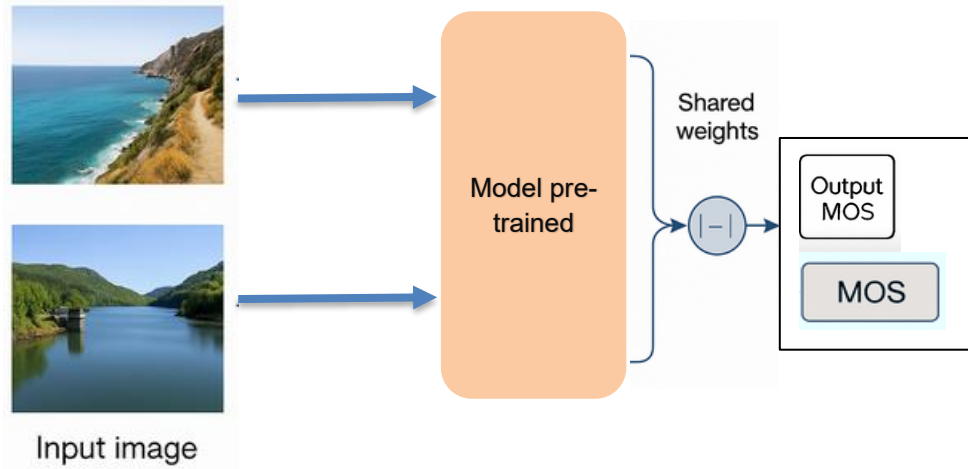 Shared
weights
Model pre-
trained
|-|
Output
MOS
MOS
Input image